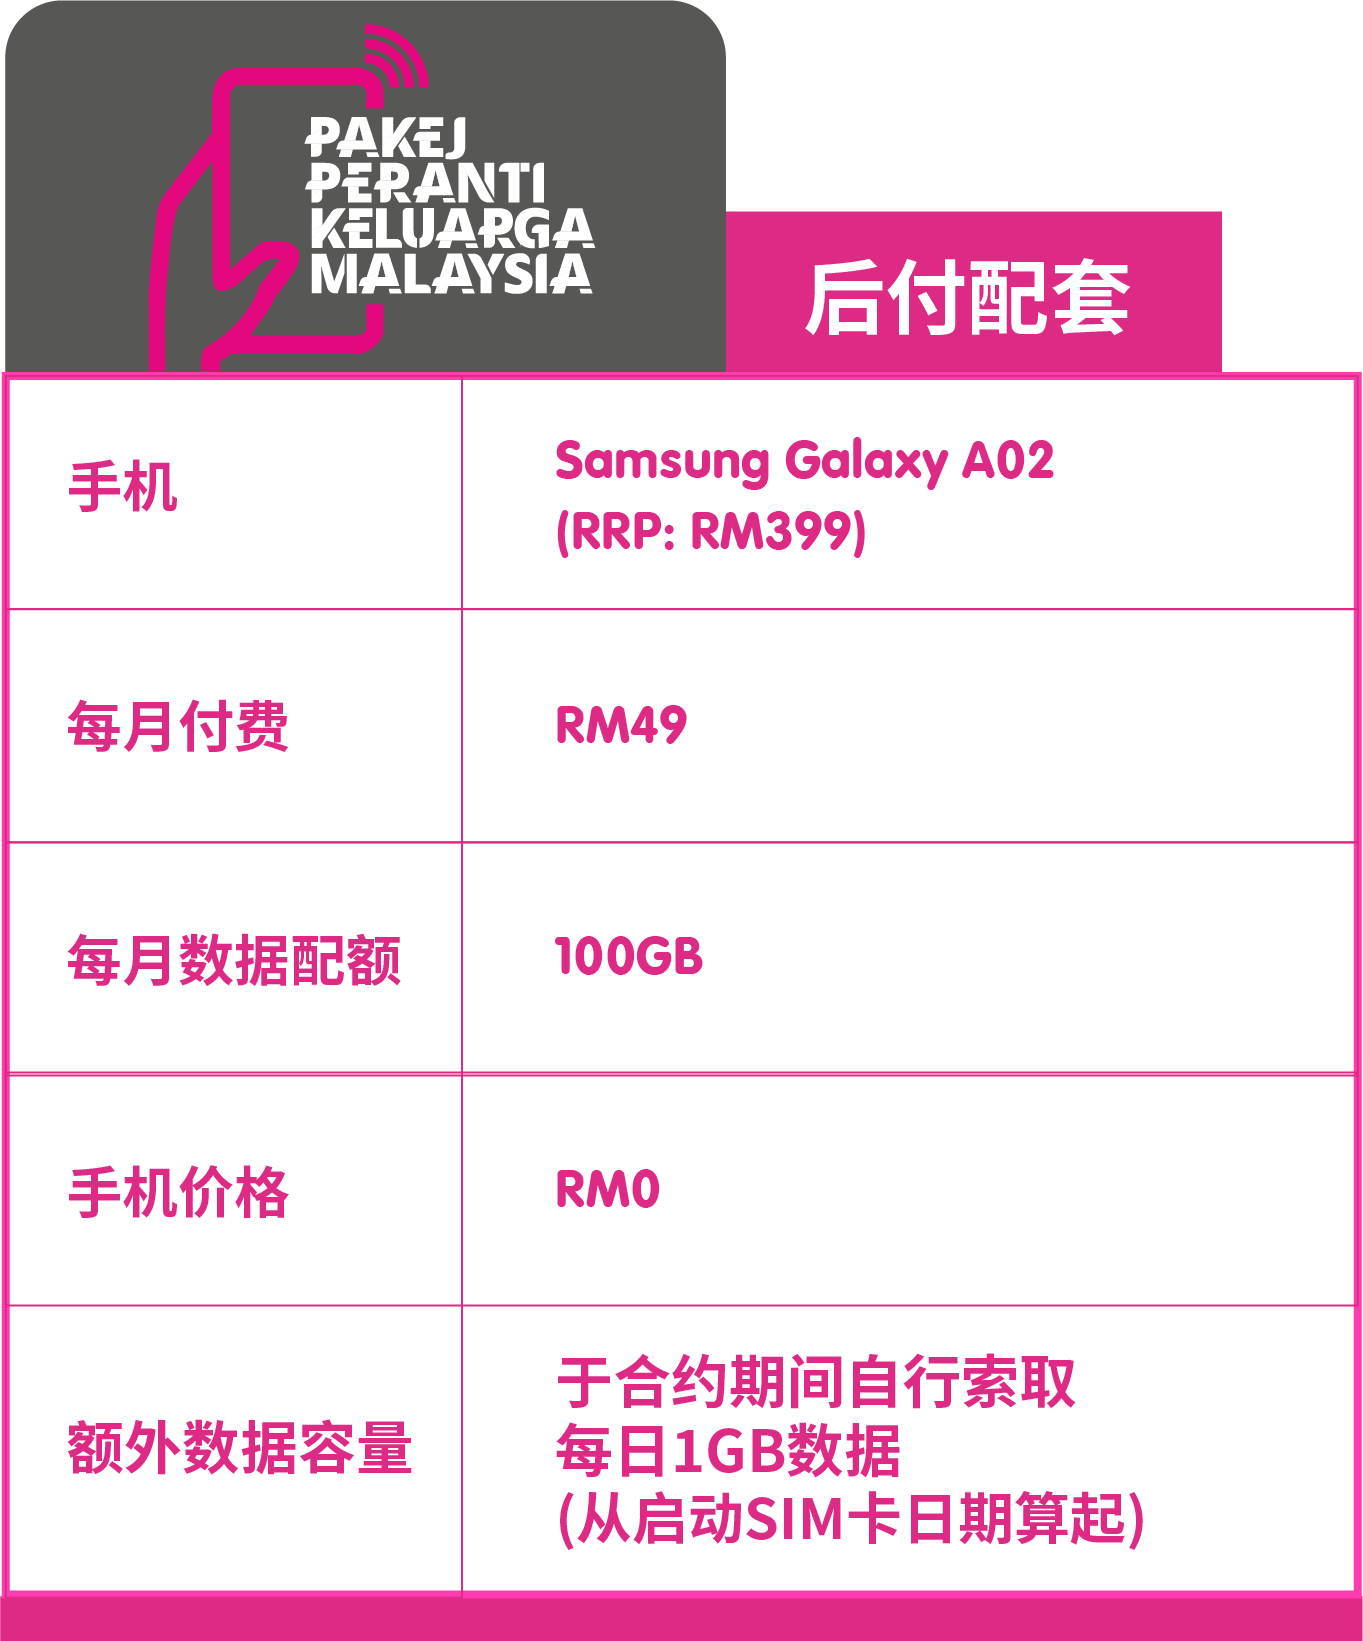 PAKEJ
PERANTI
KELUARGA
MALAYSIA
后付配套
手机
Samsung Galaxy A02
(RRP: RM399)
每月付费
RM49
每月数据配额
100GB
手机价格
RM0
额外数据容量
于合约期间自行索取
每日1GB数据
(从启动SIM卡日期算起)